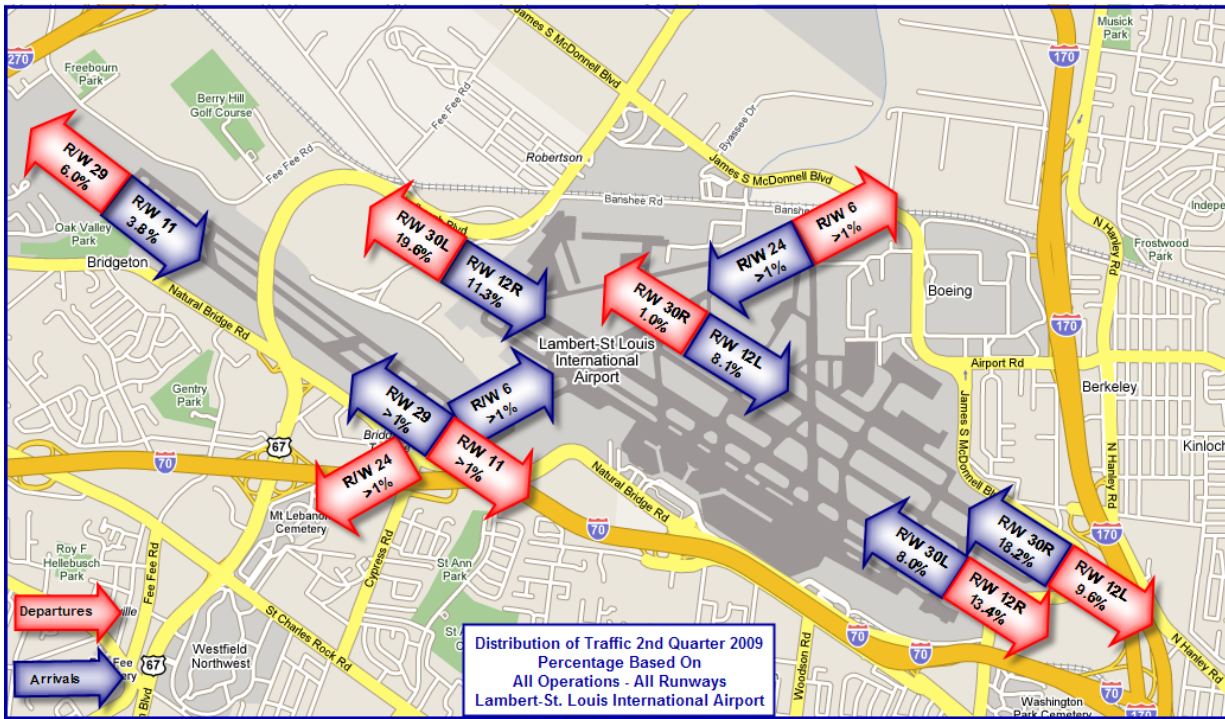 270
Freebourn
Park
Berry Hill
Golf Course
Fee Fee Rd
Fee Fee Rd
James S McDonnell Blvd
Byassee Dr
170
170
Musick
Park
R/W 29
6.0%
R/W 11
3.8%
Oak Valley
Park
Bridgeton
Robertson
James S McDonnell Blvd
Banshee Rd
Banshee
Blvd
R/W 30L
19.6%
R/W 12R
11.3%
R/W 6
>1%
R/W 24
>1%
N Hanley Rd
Indepe
Frostwood
Park
Boeing
170
Natural Bridge Rd
R/W 30R
1.0%
R/W 12L
8.1%
Lambert-St Louis
International
Airport
Airport Rd
Berkeley
Gentry
Park
R/W 29
>1%
R/W 6
>1%
R/W 24
>1%
R/W 11
>1%
67
70
James S McDonnell Blvd
N Hanley Rd
Kinloch
Natural Bridge Rd
70
70
Mt Lebanon
Cemetery
Cypress Rd
R/W 30L
8.0%
R/W 12R
13.4%
R/W 30R
18.2%
R/W 12L
9.6%
170
Roy F
Hellebusch
Park
Fee Fee Rd
St Ann
Park
Departures
ville
St Charles Rock Rd
Westfield
Northwest
67
Arrivals
Distribution of Traffic 2nd Quarter 2009
Percentage Based On
All Operations - All Runways
Lambert-St. Louis International Airport
70
70
Woodson Rd
N Hanley Rd
Washington
Park Cemetery